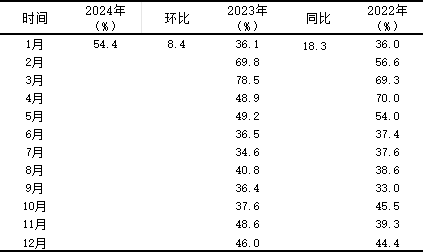 时间 2024年（%） 环比 2023年（%） 同比 2022年（%）
1月 54.4 8.4 36.1 18.3 36.0
2月 69.8 56.6
3月 78.5 69.3
4月 48.9 70.0
5月 49.2 54.0
6月 36.5 37.4
7月 34.6 37.6
8月 40.8 38.6
9月 36.4 33.0
10月 37.6 45.5
11月 48.6 39.3
12月 46.0 44.4